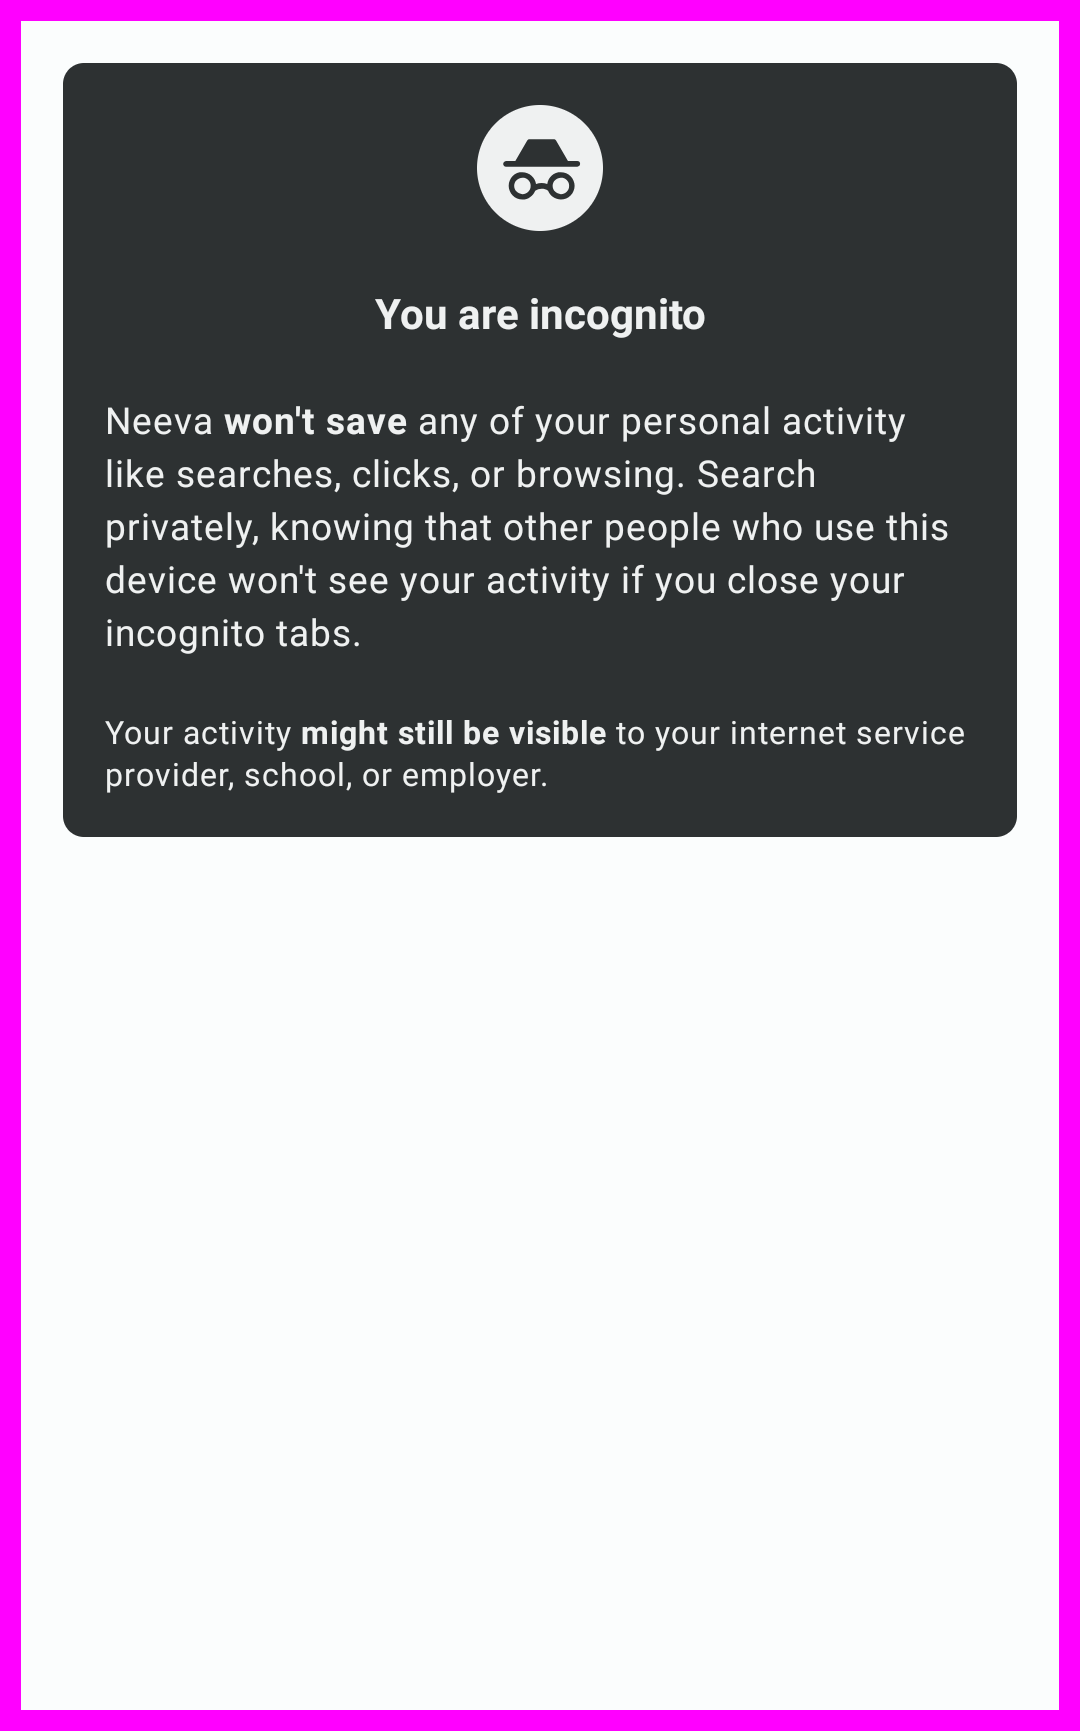 You are incognito
Neeva won't save any of your personal activity
like searches, clicks, or browsing. Search
privately, knowing that other people who use this
device won't see your activity if you close your
incognito tabs.
Your activity might still be visible to your internet service
provider, school, or employer.